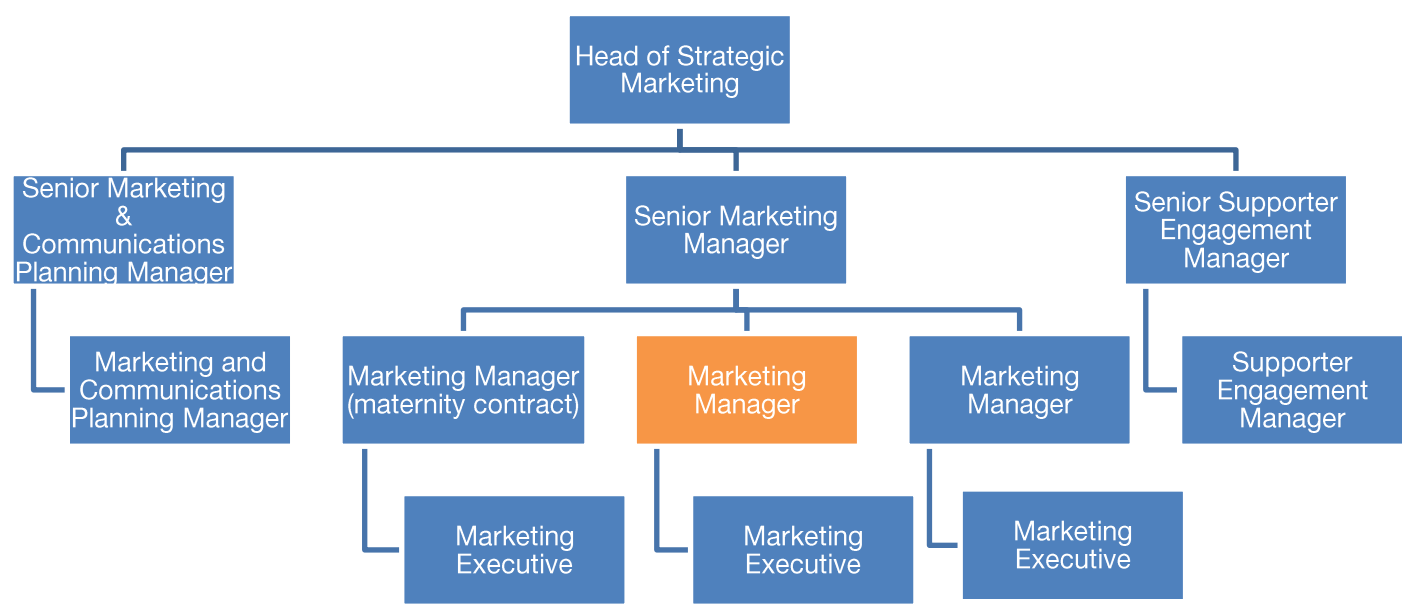 Head of Strategic
Marketing
Senior Marketing
&
Communications
Planning Manager
Senior Marketing
Manager
Senior Supporter
Engagement
Manager
Marketing and
Communications
Planning Manager
Marketing Manager
(maternity contract)
Marketing
Manager
Marketing
Manager
Supporter
Engagement
Manager
Marketing
Executive
Marketing
Executive
Marketing
Executive